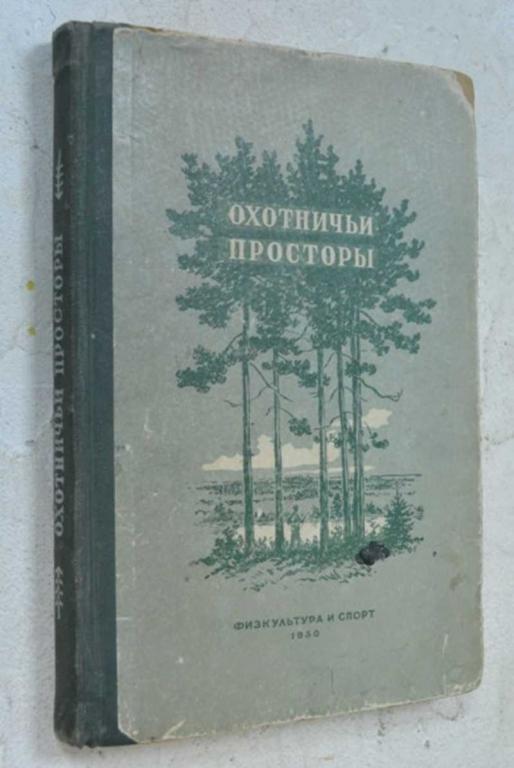 ОХОТНИЧЬИ ПРОСТОРЫ
ОХОТНИЧЬИ
ПРОСТОРЫ
ФИЗКУЛЬТУРА И СПОРТ
1950